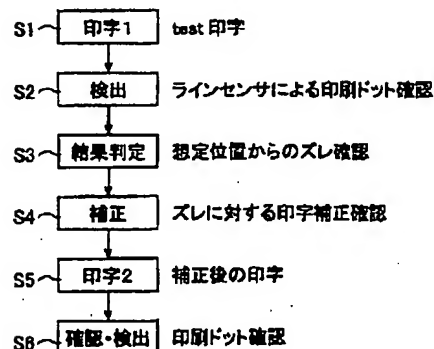 S1 印字1 test 印字
S2 検出 ラインセンサによる印刷ドット確認
S3 結果判定 想定位置からのズレ確認
S4 補正 ズレに対する印字補正確認
S5 印字2 補正後の印字
S6 確認・検出 印刷ドット確認